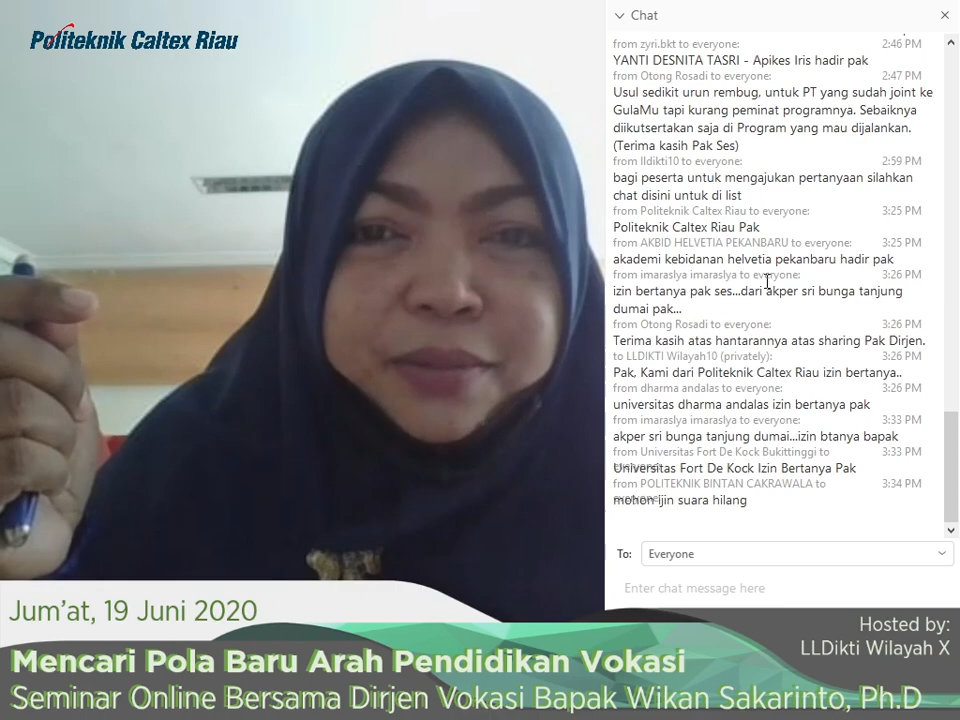 Politeknik Caltex Riau
Chat
from zyri.bkt to everyone: 2:46 PM
YANTI DESNITA TASRI - Apikes Iris hadir pak
from Otong Rosadi to everyone: 2:47 PM
Usul sedikit urun rembug, untuk PT yang sudah joint ke
GulaMu tapi kurang peminat programnya. Sebaiknya
diikutsertakan saja di Program yang mau dijalankan.
(Terima kasih Pak Ses)
from lldikti10 to everyone: 2:59 PM
bagi peserta untuk mengajukan pertanyaan silahkan
chat disini untuk di list
from Politeknik Caltex Riau to everyone: 3:25 PM
Politeknik Caltex Riau Pak
from AKBID HELVETIA PEKANBARU to everyone: 3:25 PM
akademi kebidanan helvetia pekanbaru hadir pak
from imaraslya imaraslya to everyone: 3:26 PM
izin bertanya pak ses...dari akper sri bunga tanjung
dumai pak...
from Otong Rosadi to everyone: 3:26 PM
Terima kasih atas hantarannya atas sharing Pak Dirjen.
to LLDIKTI Wilayah10 (privately): 3:26 PM
Pak, Kami dari Politeknik Caltex Riau izin bertanya..
from dharma andalas to everyone: 3:26 PM
universitas dharma andalas izin bertanya pak
from imaraslya imaraslya to everyone: 3:33 PM
akper sri bunga tanjung dumai...izin btanya bapak
from Universitas Fort De Kock Bukittinggi to 3:33 PM
Universitas Fort De Kock Izin Bertanya Pak
from POLITEKNIK BINTAN CAKRAWALA to 3:34 PM
mohon ijin suara hilang
To: Everyone
Enter chat message here
Jum'at, 19 Juni 2020
Hosted by:
LLDikti Wilayah X
Mencari Pola Baru Arah Pendidikan Vokasi
Seminar Online Bersama Dirjen Vokasi Bapak Wikan Sakarinto, Ph.D